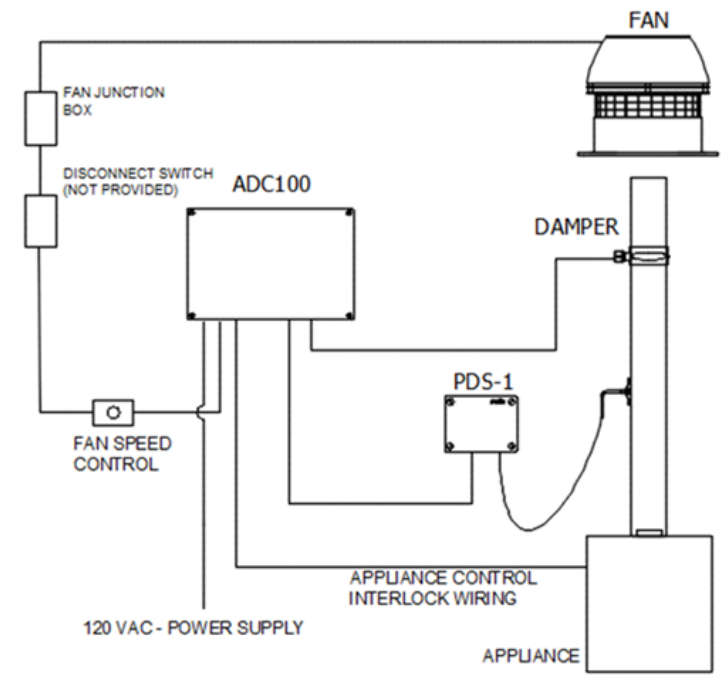 FAN
FAN JUNCTION
BOX
DISCONNECT SWITCH
(NOT PROVIDED)
ADC100
DAMPER
PDS-1
FAN SPEED
CONTROL
APPLIANCE CONTROL
INTERLOCK WIRING
120 VAC - POWER SUPPLY
APPLIANCE